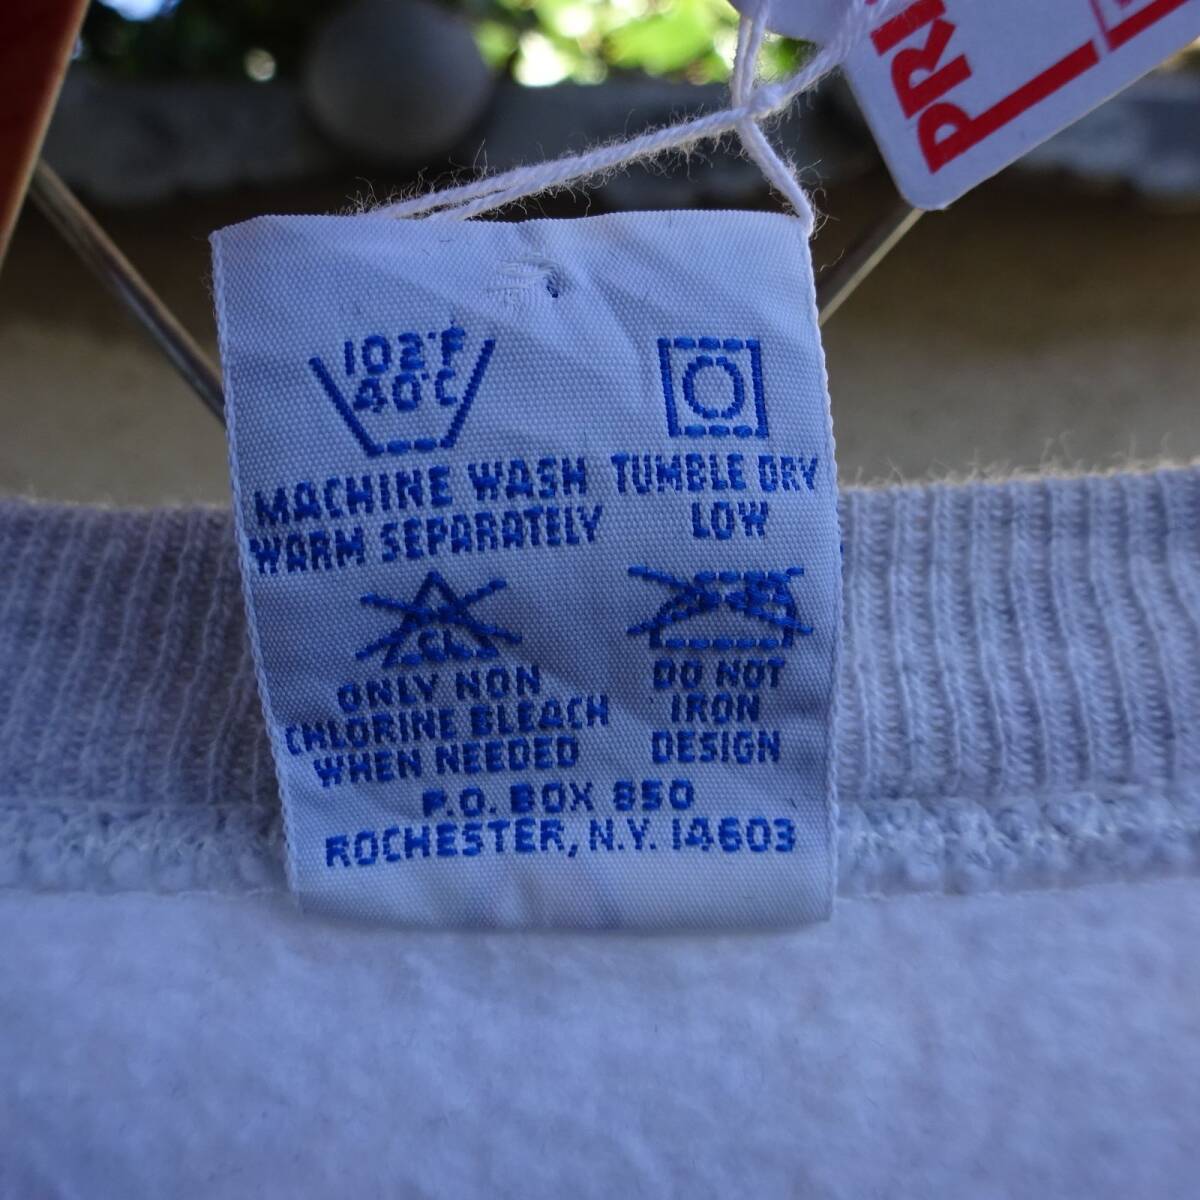 PRI
102°F
40°C
MACHINE WASH
WARM SEPARATELY
TUMBLE DRY
LOW
CL
ONLY NON
CHLORINE BLEACH
WHEN NEEDED
DO NOT
IRON
DESIGN
P.O. BOX 850
ROCHESTER, N.Y. 14603